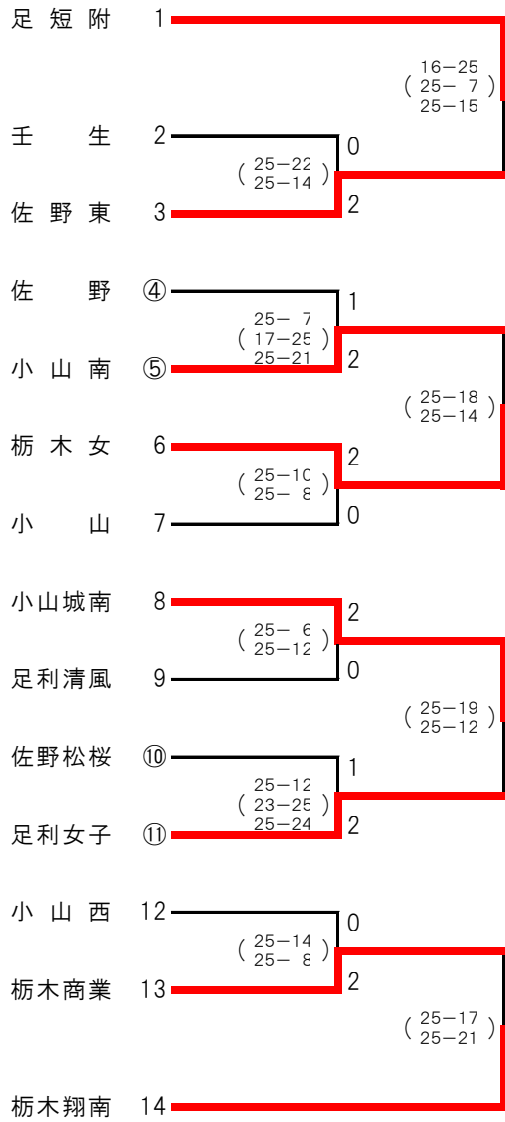 足短附 1
16-25
( 25- 7 )
25-15
壬生 2
0
( 25-22 )
25-14
佐野東 3
2
佐野 ④
1
25- 7
( 17-25 )
25-21
小山南 ⑤
2
( 25-18 )
25-14
栃木女 6
2
( 25-10 )
25- 8
小山 7
0
小山城南 8
2
( 25- 6 )
25-12
足利清風 9
0
( 25-19 )
25-12
佐野松桜 ⑩
1
25-12
( 23-25 )
25-24
足利女子 ⑪
2
小山西 12
0
( 25-14 )
25- 8
栃木商業 13
2
( 25-17 )
25-21
栃木翔南 14